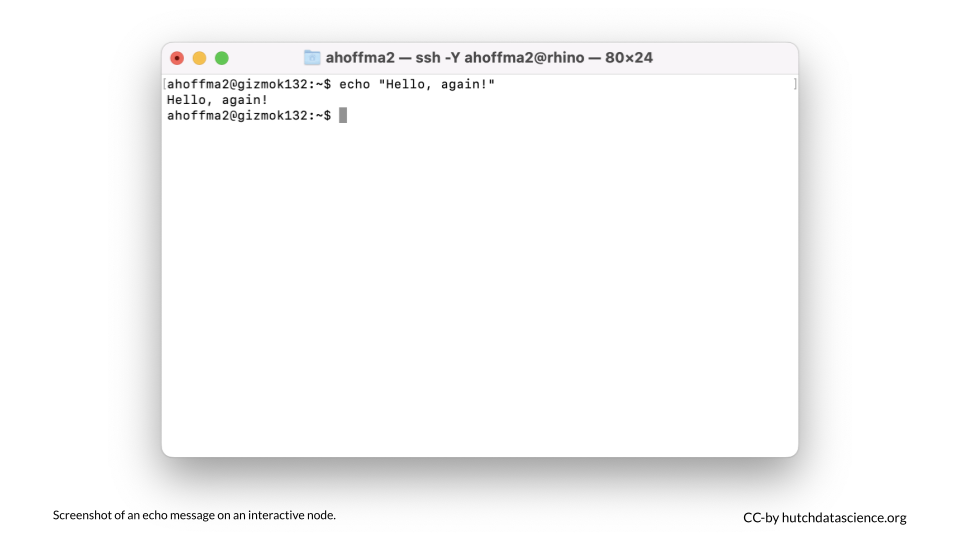 ahoffma2 — ssh -Y ahoffma2@rhino — 80×24
[ahoffma2@gizmok132:~$ echo "Hello, again!" ]
Hello, again!
ahoffma2@gizmok132:~$
Screenshot of an echo message on an interactive node.
CC-by hutchdatascience.org